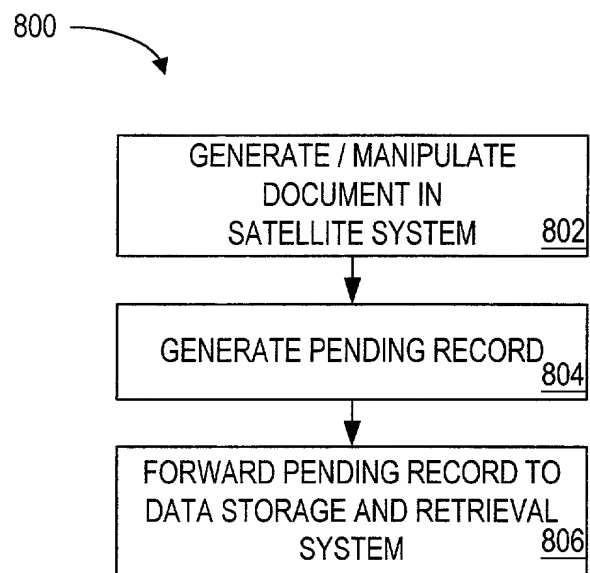 800
GENERATE / MANIPULATE
DOCUMENT IN
SATELLITE SYSTEM 802
GENERATE PENDING RECORD
804
FORWARD PENDING RECORD TO
DATA STORAGE AND RETRIEVAL
SYSTEM 806